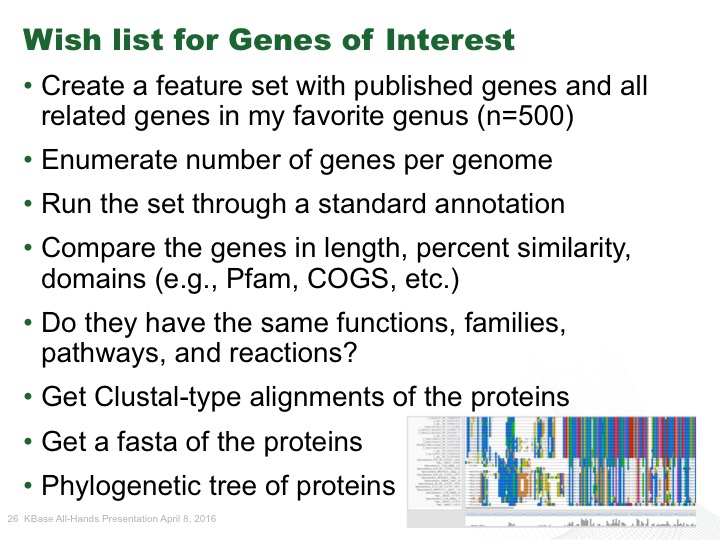 Wish list for Genes of Interest
• Create a feature set with published genes and all
related genes in my favorite genus (n=500)
• Enumerate number of genes per genome
• Run the set through a standard annotation
• Compare the genes in length, percent similarity,
domains (e.g., Pfam, COGS, etc.)
• Do they have the same functions, families,
pathways, and reactions?
• Get Clustal-type alignments of the proteins
• Get a fasta of the proteins
• Phylogenetic tree of proteins
26 KBase All-Hands Presentation April 8, 2016